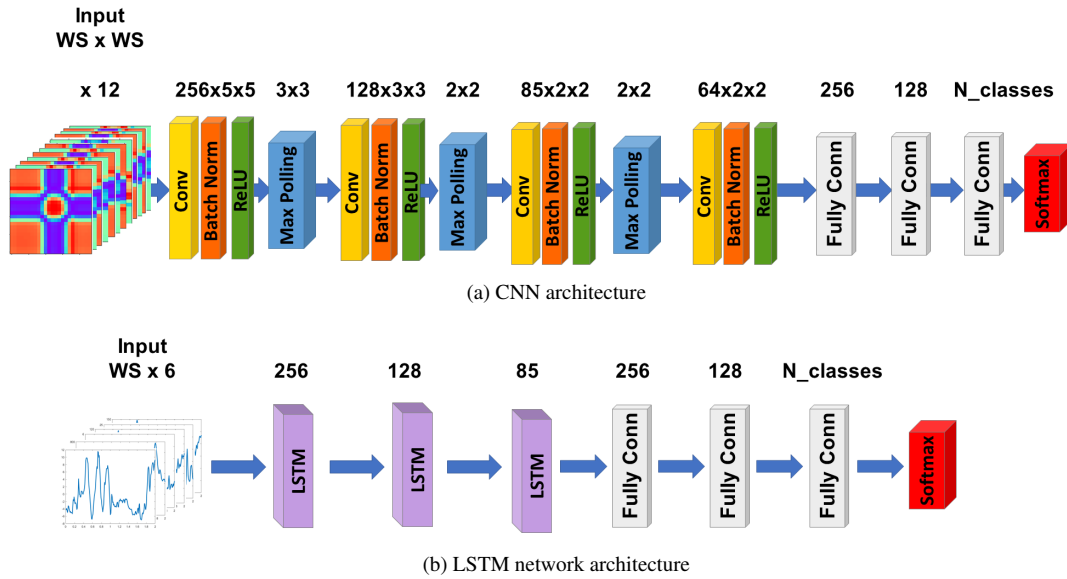 Input
WS x WS
x 12
256x5x5
3x3
128x3x3
2x2
85x2x2
2x2
64x2x2
256
128
N_classes
Conv
Batch Norm
ReLU
Max Polling
Conv
Batch Norm
ReLU
Max Polling
Conv
Batch Norm
ReLU
Max Polling
Conv
Batch Norm
ReLU
Fully Conn
Fully Conn
Fully Conn
Softmax
(a) CNN architecture
Input
WS x 6
256
128
85
256
128
N_classes
LSTM
LSTM
LSTM
Fully Conn
Fully Conn
Fully Conn
Softmax
(b) LSTM network architecture